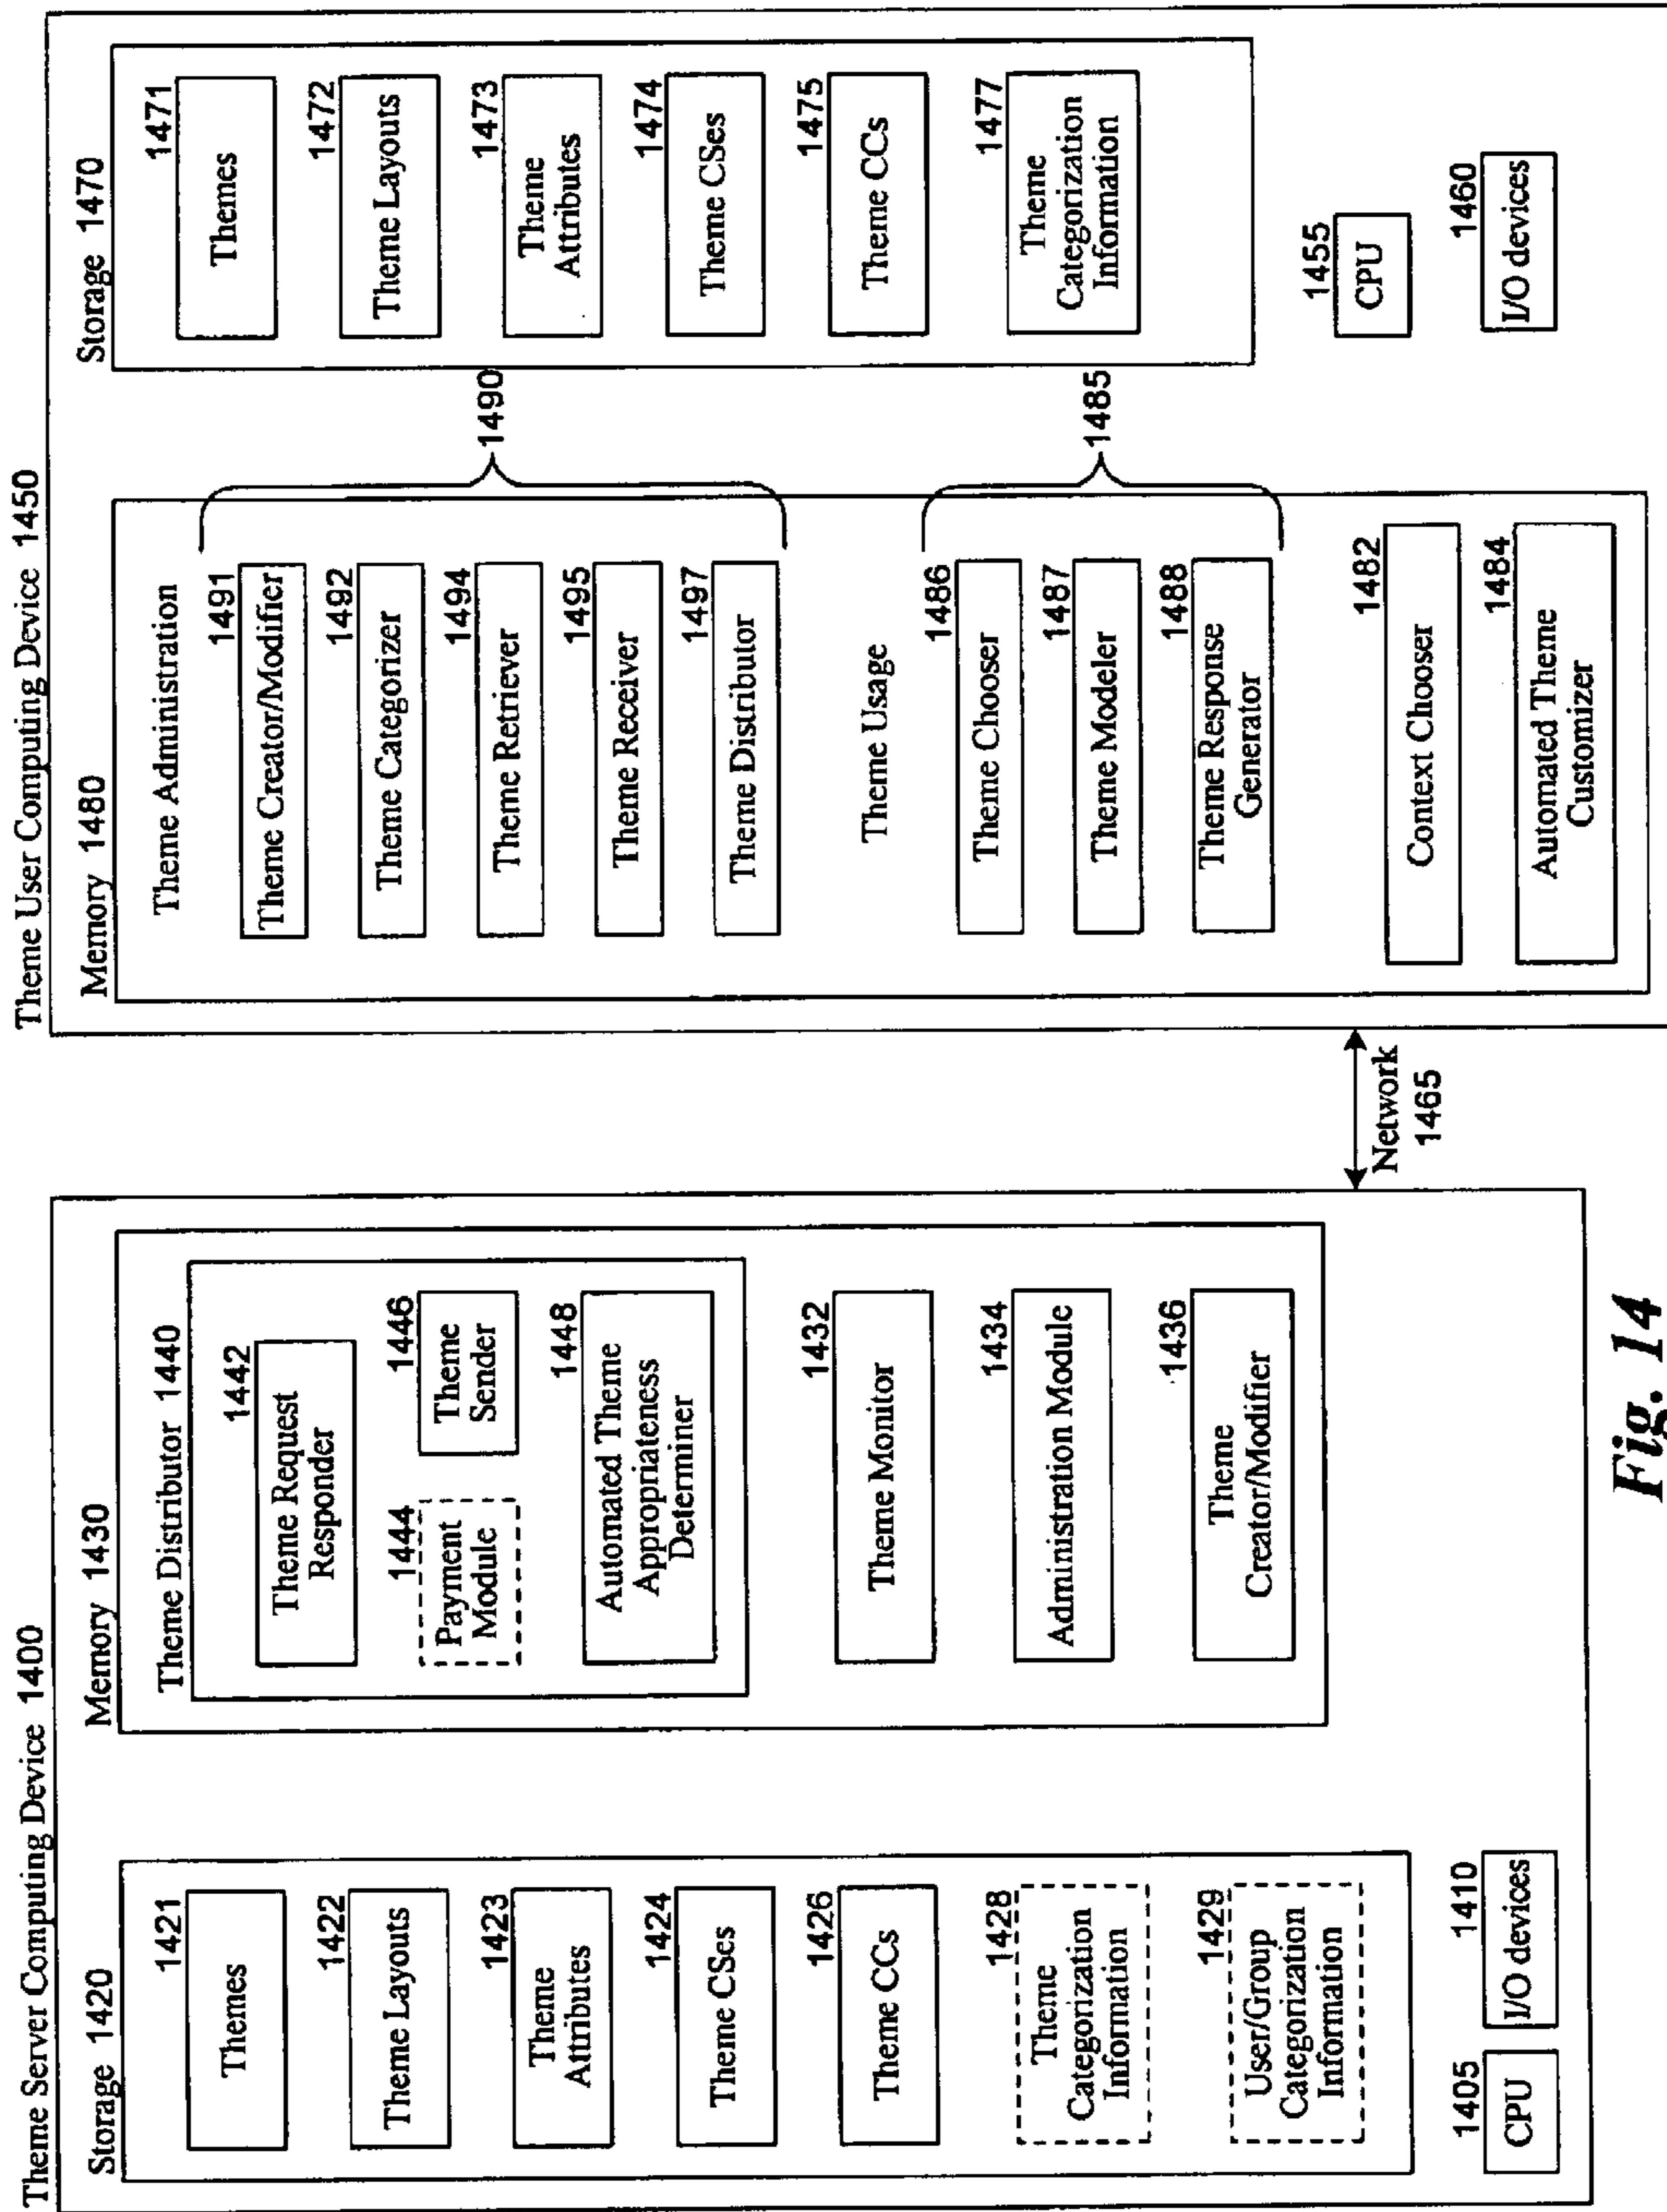 Theme Server Computing Device 1400
Storage 1420
1421
Themes
1422
Theme Layouts
1423
Theme
Attributes
1424
Theme CSes
1426
Theme CCs
1428
Theme
Categorization
Information
1429
User/Group
Categorization
Information
1405
CPU
1410
I/O devices
Memory 1430
Theme Distributor 1440
1442
Theme Request
Responder
1444
Payment
Module
1446
Theme
Sender
1448
Automated Theme
Appropriateness
Determiner
1432
Theme Monitor
1434
Administration Module
1436
Theme
Creator/Modifier
Network
1465
Theme User Computing Device 1450
Memory 1480
Theme Administration
1491
Theme Creator/Modifier
1492
Theme Categorizer
1494
Theme Retriever
1495
Theme Receiver
1497
Theme Distributor
1490
Theme Usage
1486
Theme Chooser
1487
Theme Modeler
1488
Theme Response
Generator
1485
1482
Context Chooser
1484
Automated Theme
Customizer
Storage 1470
1471
Themes
1472
Theme Layouts
1473
Theme
Attributes
1474
Theme CSes
1475
Theme CCs
1477
Theme
Categorization
Information
1455
CPU
1460
I/O devices
Fig. 14